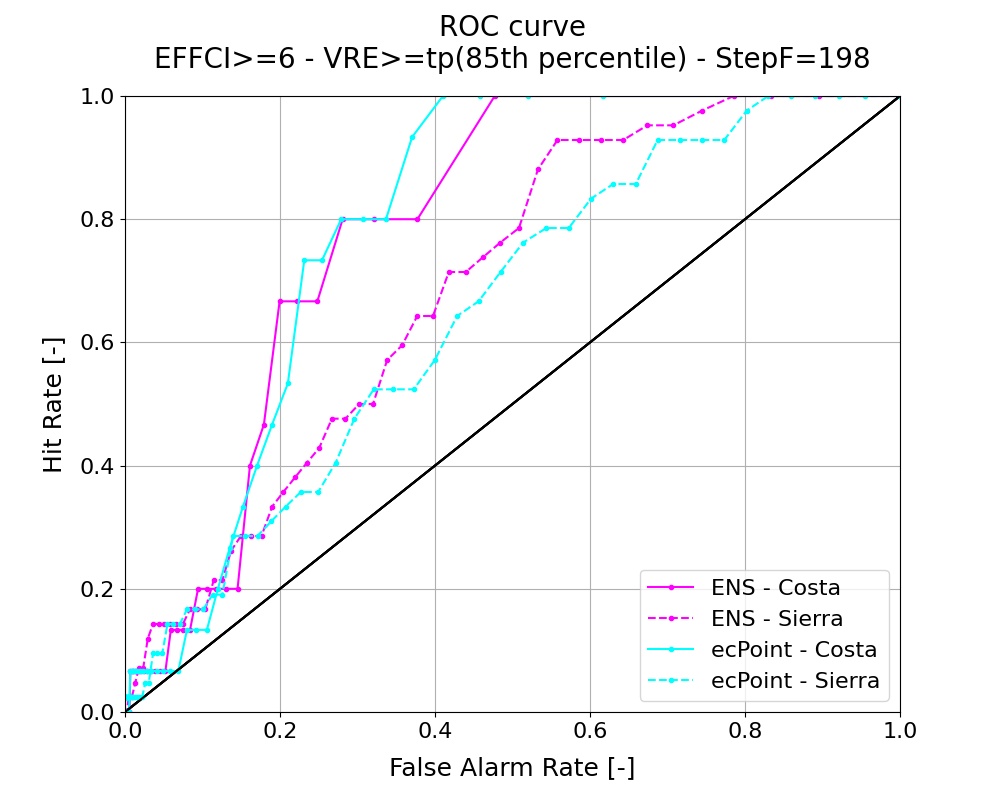 ROC curve
EFFCI>=6 - VRE>=tp(85th percentile) - StepF=198
1.0
0.8
0.6
0.4
0.2
0.0
Hit Rate [-]
0.0 0.2 0.4 0.6 0.8 1.0
False Alarm Rate [-]
ENS - Costa
ENS - Sierra
ecPoint - Costa
ecPoint - Sierra